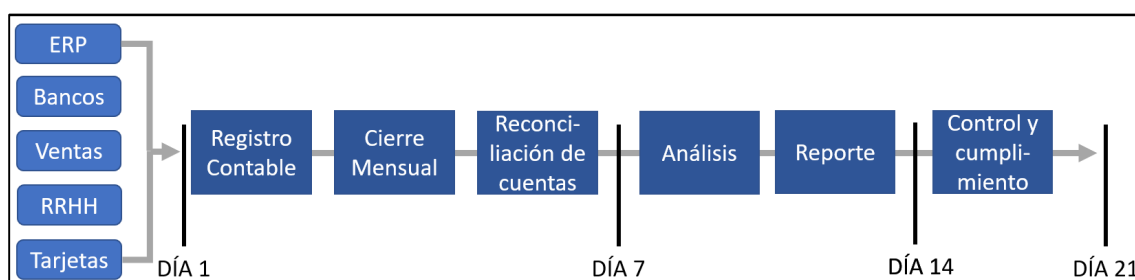 ERP
Bancos
Ventas
RRHH
Tarjetas
Registro
Contable
Cierre
Mensual
Reconci-
liación de
cuentas
Análisis
Reporte
Control y
cumpli-
miento
DÍA 1
DÍA 7
DÍA 14
DÍA 21